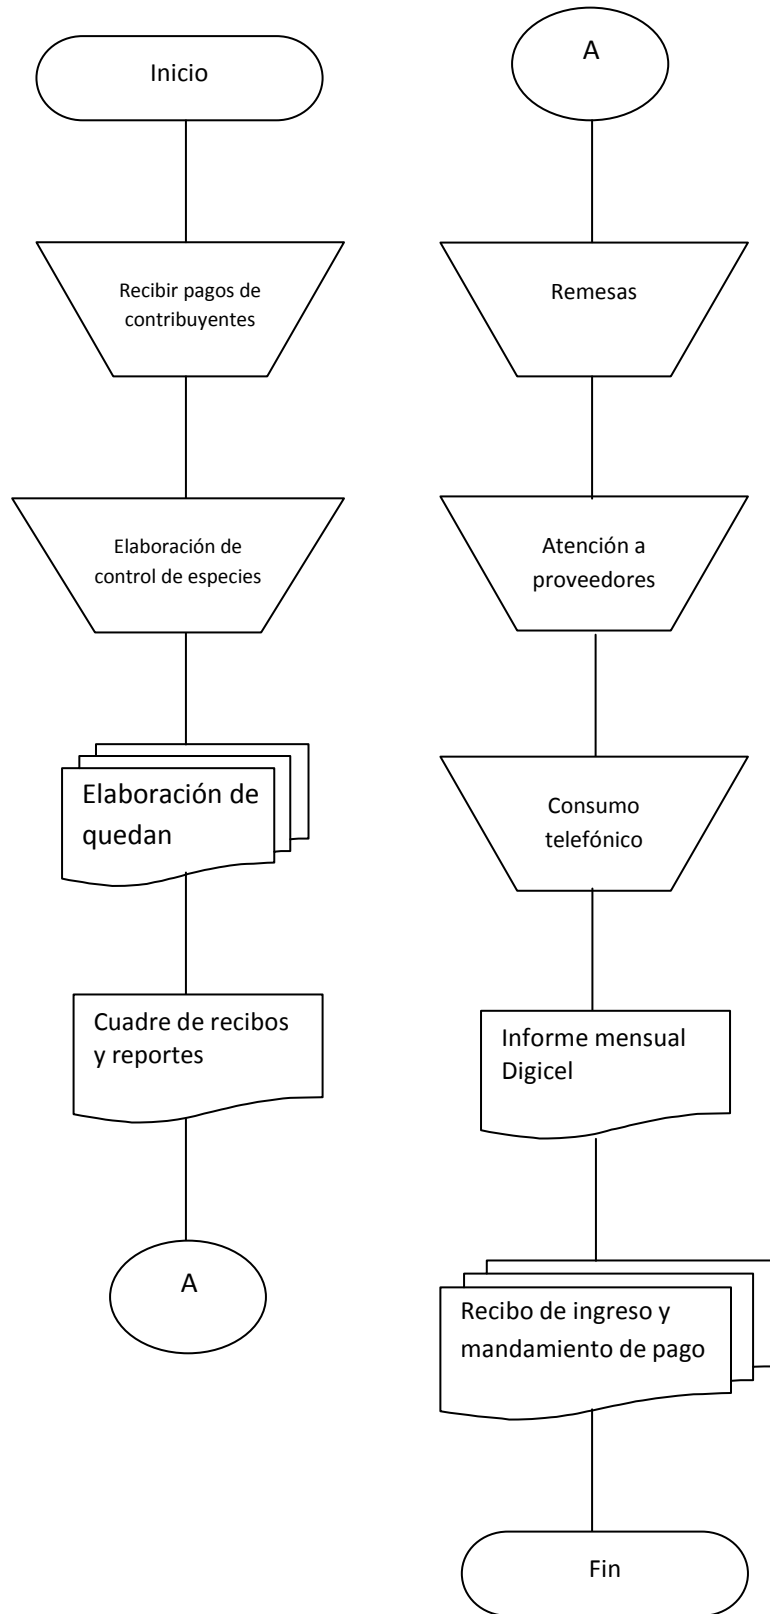 Inicio
Recibir pagos de
contribuyentes
Elaboración de
control de especies
Elaboración de
quedan
Cuadre de recibos
y reportes
A
A
Remesas
Atención a
proveedores
Consumo
telefónico
Informe mensual
Digicel
Recibo de ingreso y
mandamiento de pago
Fin